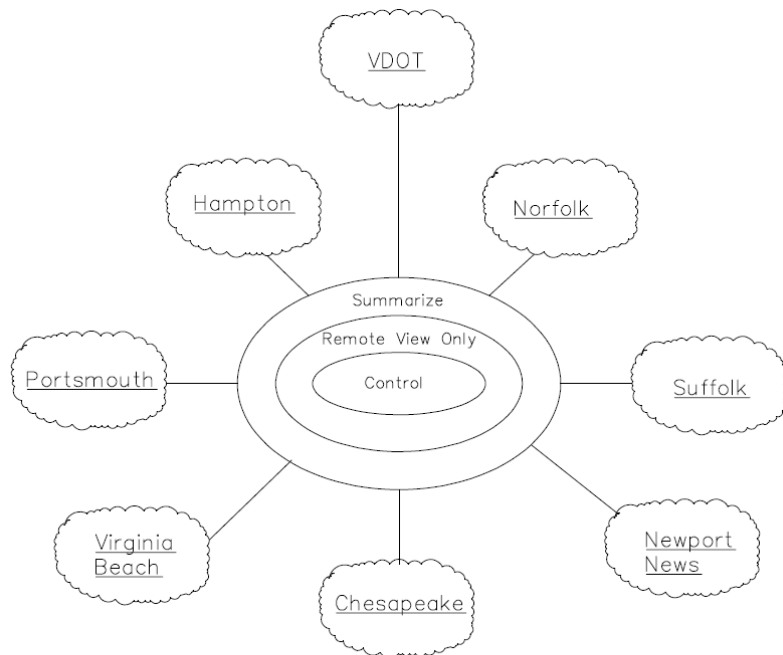 VDOT
Hampton
Norfolk
Summarize
Remote View Only
Control
Portsmouth
Suffolk
Virginia
Beach
Newport
News
Chesapeake